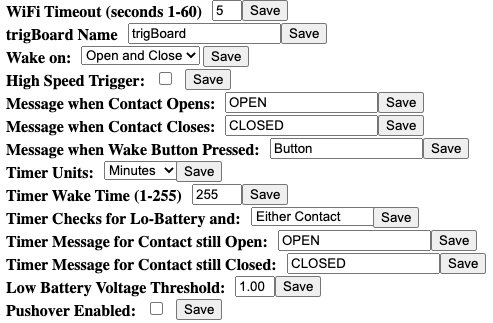 WiFi Timeout (seconds 1-60) 5 Save
trigBoard Name trigBoard Save
Wake on: Open and Close Save
High Speed Trigger: Save
Message when Contact Opens: OPEN Save
Message when Contact Closes: CLOSED Save
Message when Wake Button Pressed: Button Save
Timer Units: Minutes Save
Timer Wake Time (1-255) 255 Save
Timer Checks for Lo-Battery and: Either Contact Save
Timer Message for Contact still Open: OPEN Save
Timer Message for Contact still Closed: CLOSED Save
Low Battery Voltage Threshold: 1.00 Save
Pushover Enabled: Save